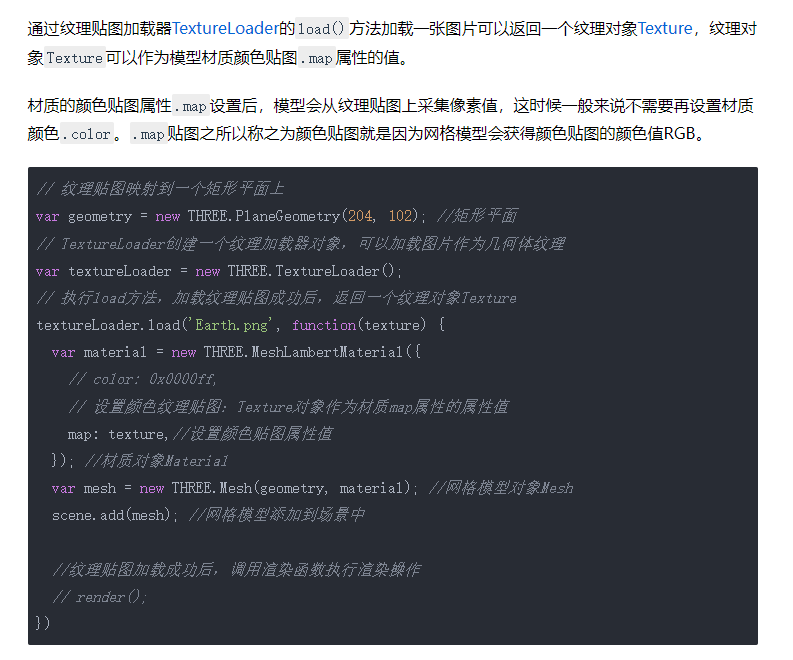 通过纹理贴图加载器TextureLoader的load()方法加载一张图片可以返回一个纹理对象Texture，纹理对
象Texture可以作为模型材质颜色贴图.map属性的值。
材质的颜色贴图属性.map设置后，模型会从纹理贴图上采集像素值，这时候一般来说不需要再设置材质
颜色.color。.map贴图之所以称之为颜色贴图就是因为网格模型会获得颜色贴图的颜色值RGB。
// 纹理贴图映射到一个矩形平面上
var geometry = new THREE.PlaneGeometry(204, 102); //矩形平面
// TextureLoader创建一个纹理加载器对象，可以加载图片作为几何体纹理
var textureLoader = new THREE.TextureLoader();
// 执行load方法，加载纹理贴图成功后，返回一个纹理对象Texture
textureLoader.load('Earth.png', function(texture) {
  var material = new THREE.MeshLambertMaterial({
    // color: 0x0000ff,
    // 设置颜色纹理贴图：Texture对象作为材质map属性的属性值
    map: texture,//设置颜色贴图属性值
  }); //材质对象Material
  var mesh = new THREE.Mesh(geometry, material); //网格模型对象Mesh
  scene.add(mesh); //网格模型添加到场景中
  //纹理贴图加载成功后，调用渲染函数执行渲染操作
  // render();
})